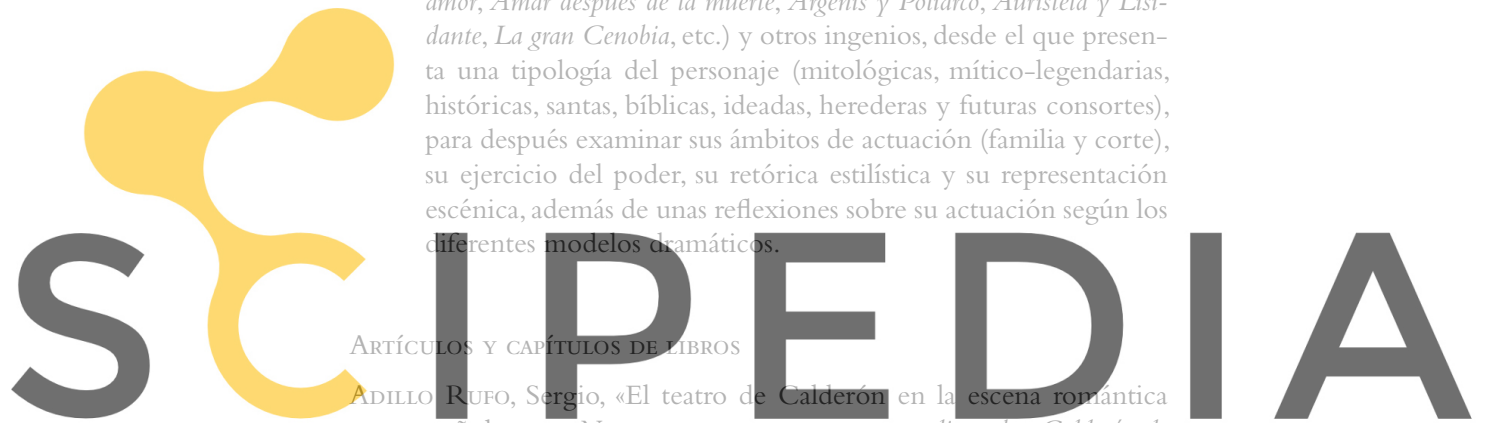 amor, Amar después de la muerte, Argenis y Poliarco, Auristela y Lisi-
dante, La gran Cenobia, etc.) y otros ingenios, desde el que presen-
ta una tipología del personaje (mitológicas, mítico-legendarias,
históricas, santas, bíblicas, ideadas, herederas y futuras consortes),
para después examinar sus ámbitos de actuación (familia y corte),
su ejercicio del poder, su retórica estilística y su representación
escénica, además de unas reflexiones sobre su actuación según los
diferentes modelos dramáticos.
SCIPEDIA
Artículos y capítulos de libros
Adillo Rufo, Sergio, «El teatro de Calderón en la escena romántica